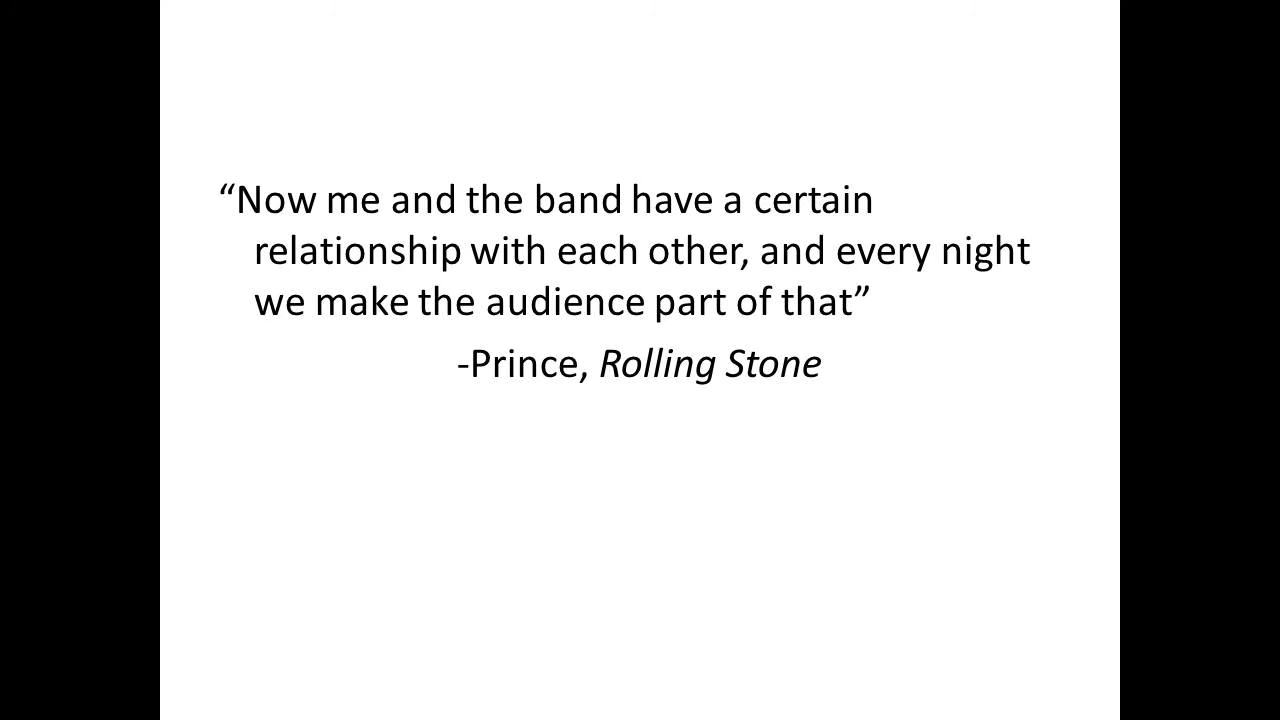 “Now me and the band have a certain
relationship with each other, and every night
we make the audience part of that”
-Prince, Rolling Stone